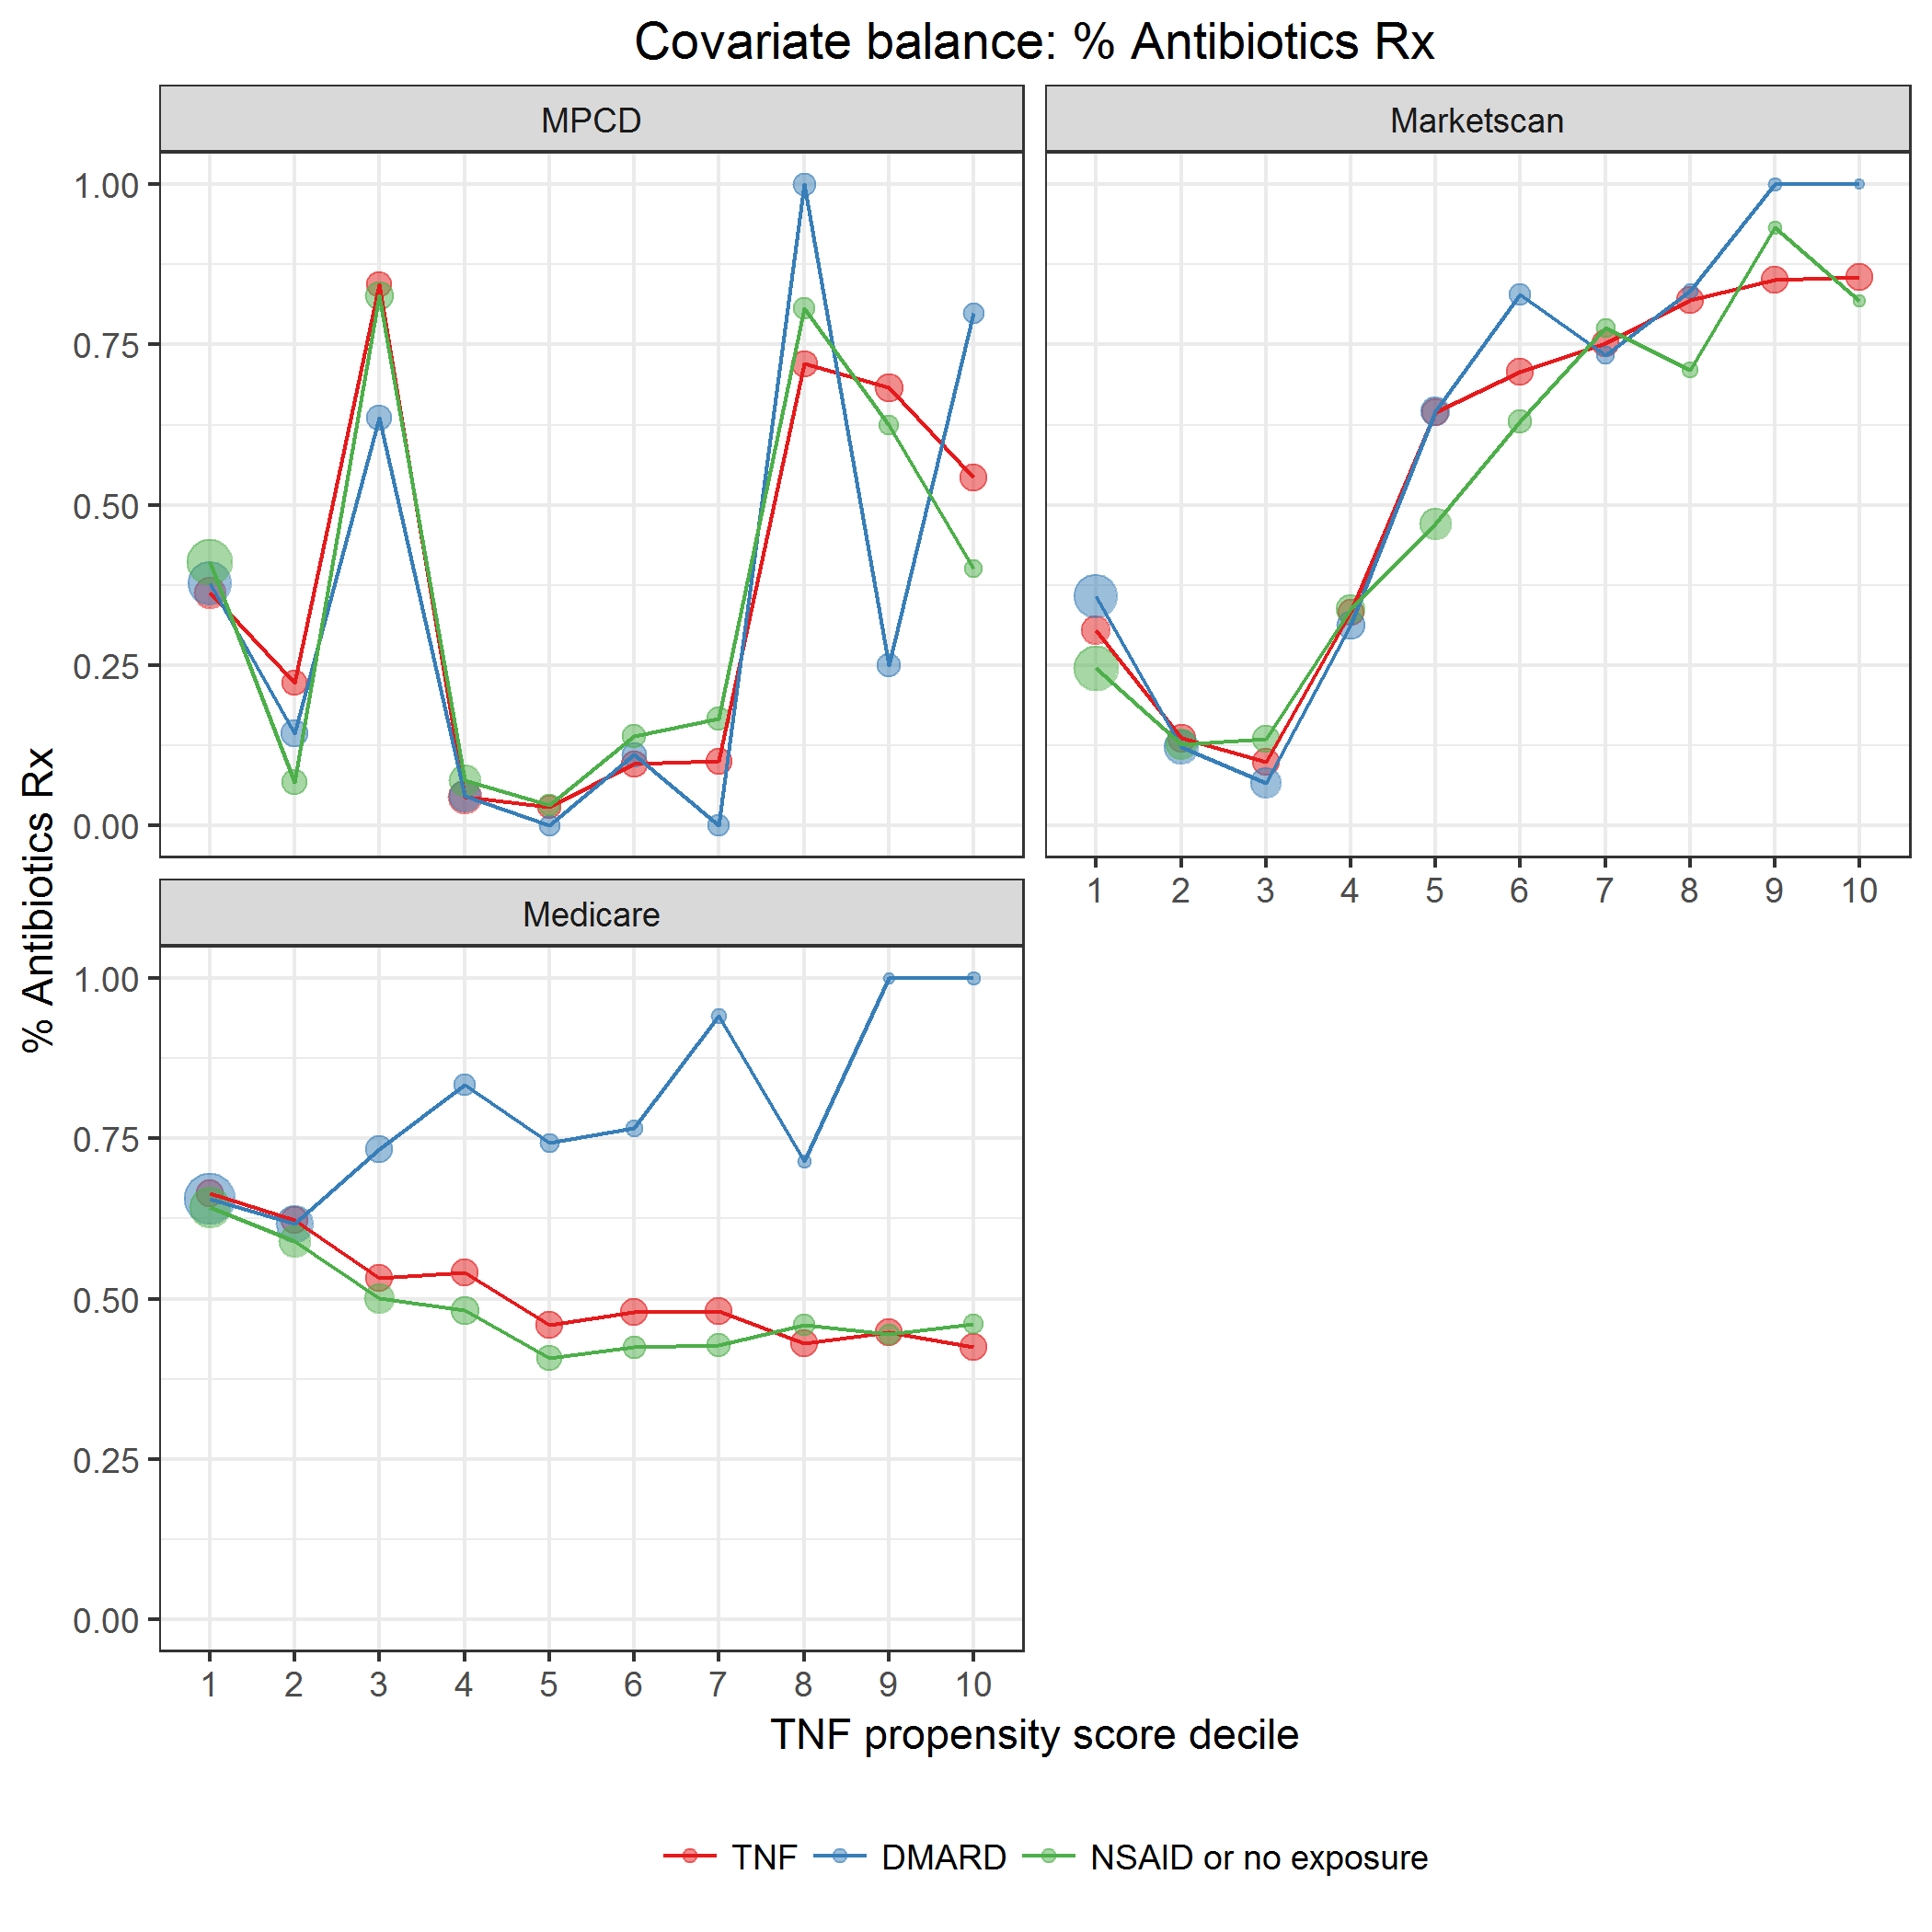 Covariate balance: % Antibiotics Rx
MPCD
Marketscan
1.00
0.75
0.50
0.25
0.00
1 2 3 4 5 6 7 8 9 10
% Antibiotics Rx
Medicare
1.00
0.75
0.50
0.25
0.00
1 2 3 4 5 6 7 8 9 10
TNF propensity score decile
TNF DMARD NSAID or no exposure